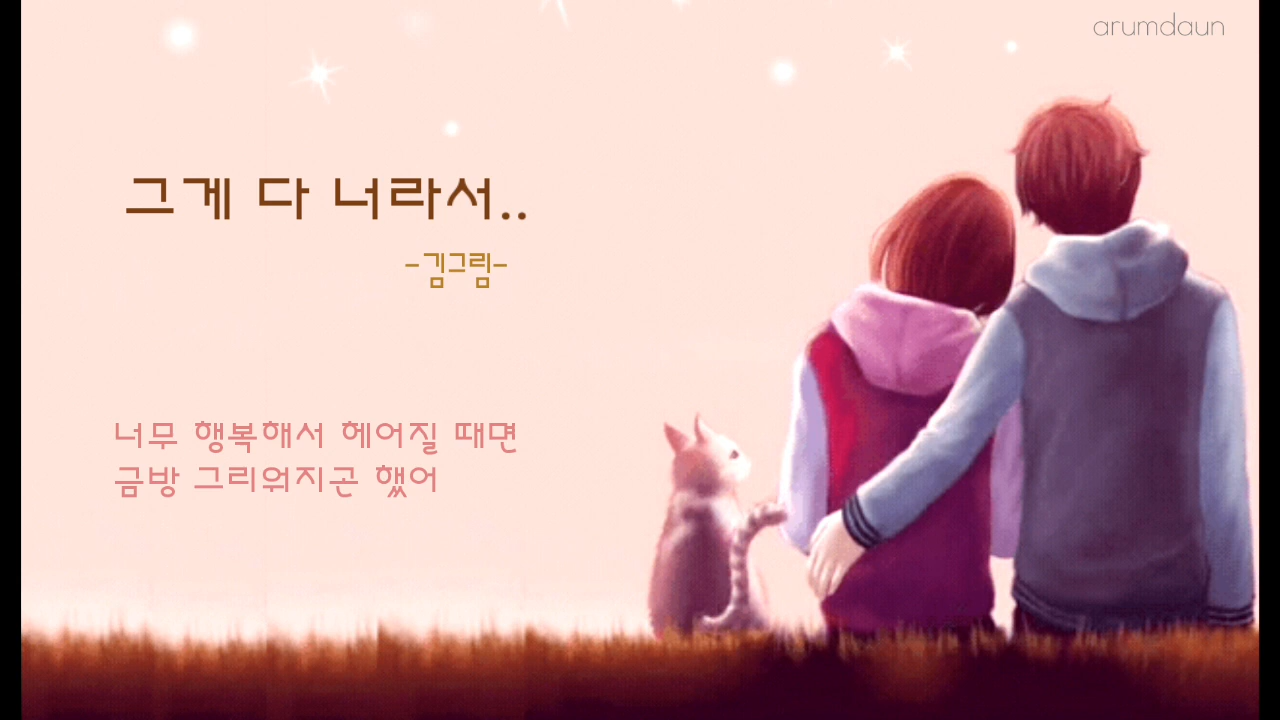 arumdaun
그게 다 너라서..
-김그림-
너무 행복해서 헤어질 때면
금방 그리워지곤 했어